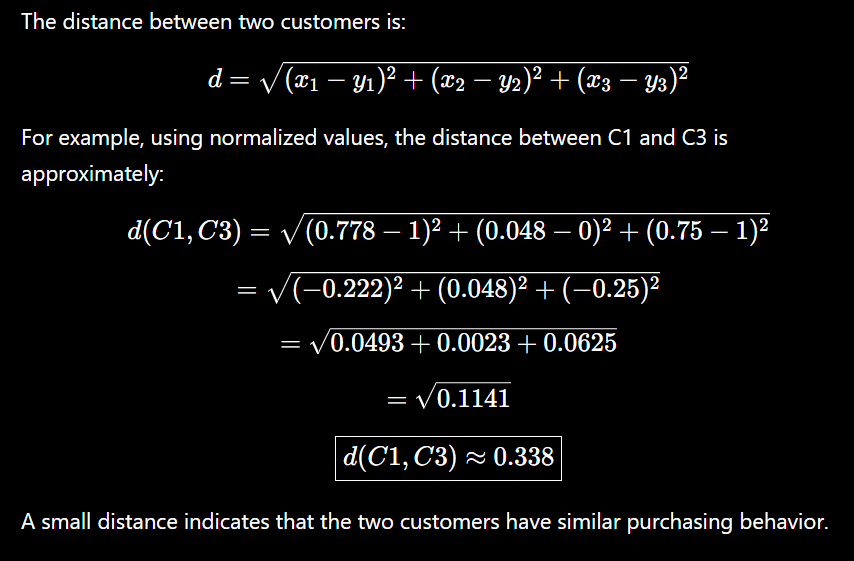 The distance between two customers is:
d = √(x₁ − y₁)² + (x₂ − y₂)² + (x₃ − y₃)²
For example, using normalized values, the distance between C1 and C3 is
approximately:
d(C1, C3) = √(0.778 − 1)² + (0.048 − 0)² + (0.75 − 1)²
= √(−0.222)² + (0.048)² + (−0.25)²
= √0.0493 + 0.0023 + 0.0625
= √0.1141
d(C1, C3) ≈ 0.338
A small distance indicates that the two customers have similar purchasing behavior.